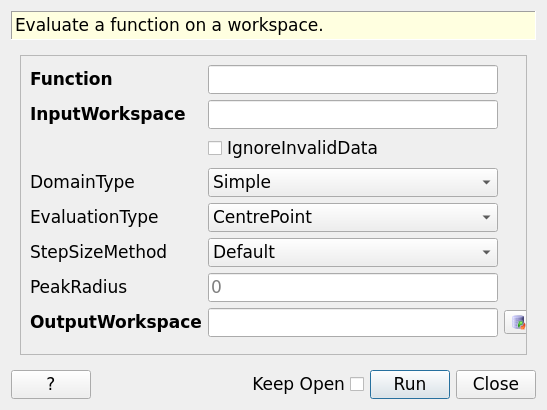 Evaluate a function on a workspace.
Function
InputWorkspace
IgnoreInvalidData
DomainType Simple
EvaluationType CentrePoint
StepSizeMethod Default
PeakRadius 0
OutputWorkspace
? Keep Open Run Close